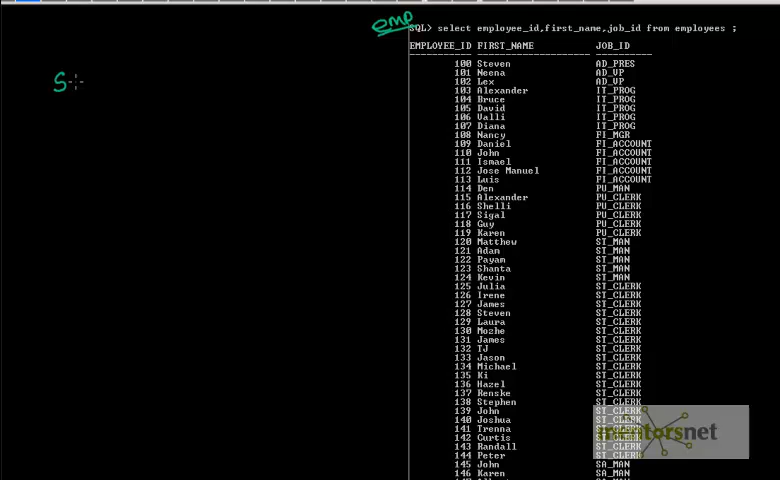 emp
S
SQL> select employee_id,first_name,job_id from employees ;
EMPLOYEE_ID FIRST_NAME JOB_ID
----------- -------------------- ----------
100 Steven AD_PRES
101 Neena AD_VP
102 Lex AD_VP
103 Alexander IT_PROG
104 Bruce IT_PROG
105 David IT_PROG
106 Valli IT_PROG
107 Diana IT_PROG
108 Nancy FI_MGR
109 Daniel FI_ACCOUNT
110 John FI_ACCOUNT
111 Ismael FI_ACCOUNT
112 Jose Manuel FI_ACCOUNT
113 Luis FI_ACCOUNT
114 Den PU_MAN
115 Alexander PU_CLERK
116 Shelli PU_CLERK
117 Sigal PU_CLERK
118 Guy PU_CLERK
119 Karen PU_CLERK
120 Matthew ST_MAN
121 Adam ST_MAN
122 Payam ST_MAN
123 Shanta ST_MAN
124 Kevin ST_MAN
125 Julia ST_CLERK
126 Irene ST_CLERK
127 James ST_CLERK
128 Steven ST_CLERK
129 Laura ST_CLERK
130 Mozhe ST_CLERK
131 James ST_CLERK
132 TJ ST_CLERK
133 Jason ST_CLERK
134 Michael ST_CLERK
135 Ki ST_CLERK
136 Hazel ST_CLERK
137 Renske ST_CLERK
138 Stephen ST_CLERK
139 John ST_CLERK
140 Joshua ST_CLERK
141 Trenna ST_CLERK
142 Curtis ST_CLERK
143 Randall ST_CLERK
144 Peter ST_CLERK
145 John SA_MAN
146 Karen SA_MAN
mentorsnet